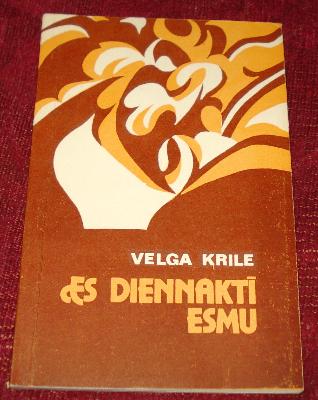 VELGA KRILE
ES DIENNAKTĪ
ESMU